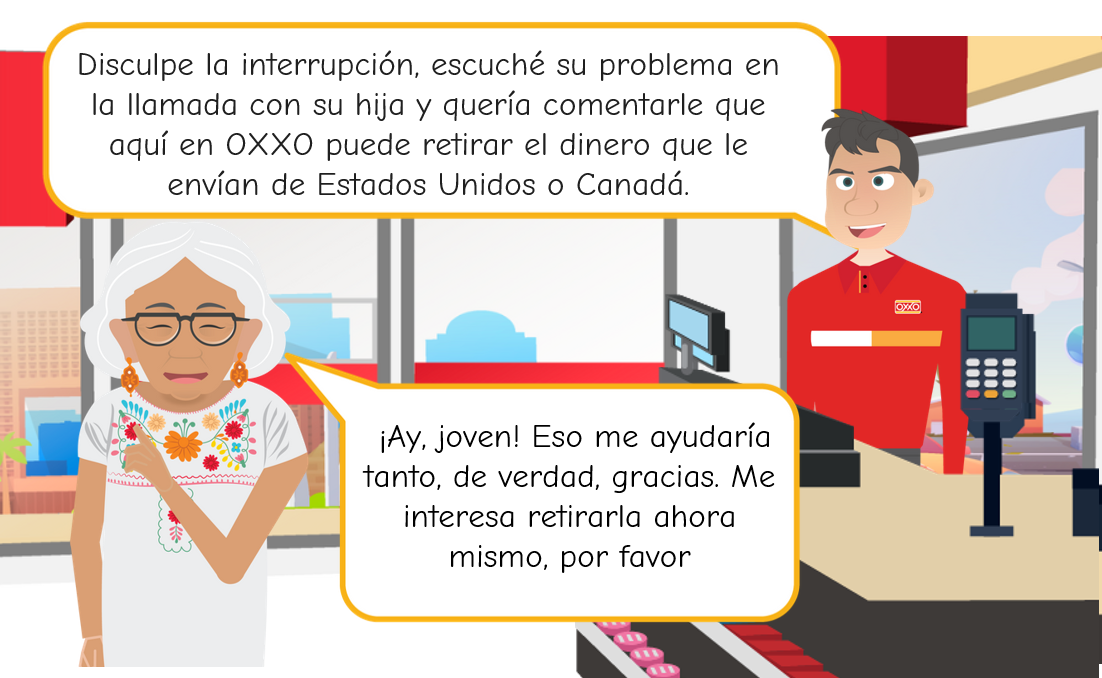 Disculpe la interrupción, escuché su problema en
la llamada con su hija y quería comentarle que
aquí en OXXO puede retirar el dinero que le
envían de Estados Unidos o Canadá.
OXXO
¡Ay, joven! Eso me ayudaría
tanto, de verdad, gracias. Me
interesa retirarla ahora
mismo, por favor